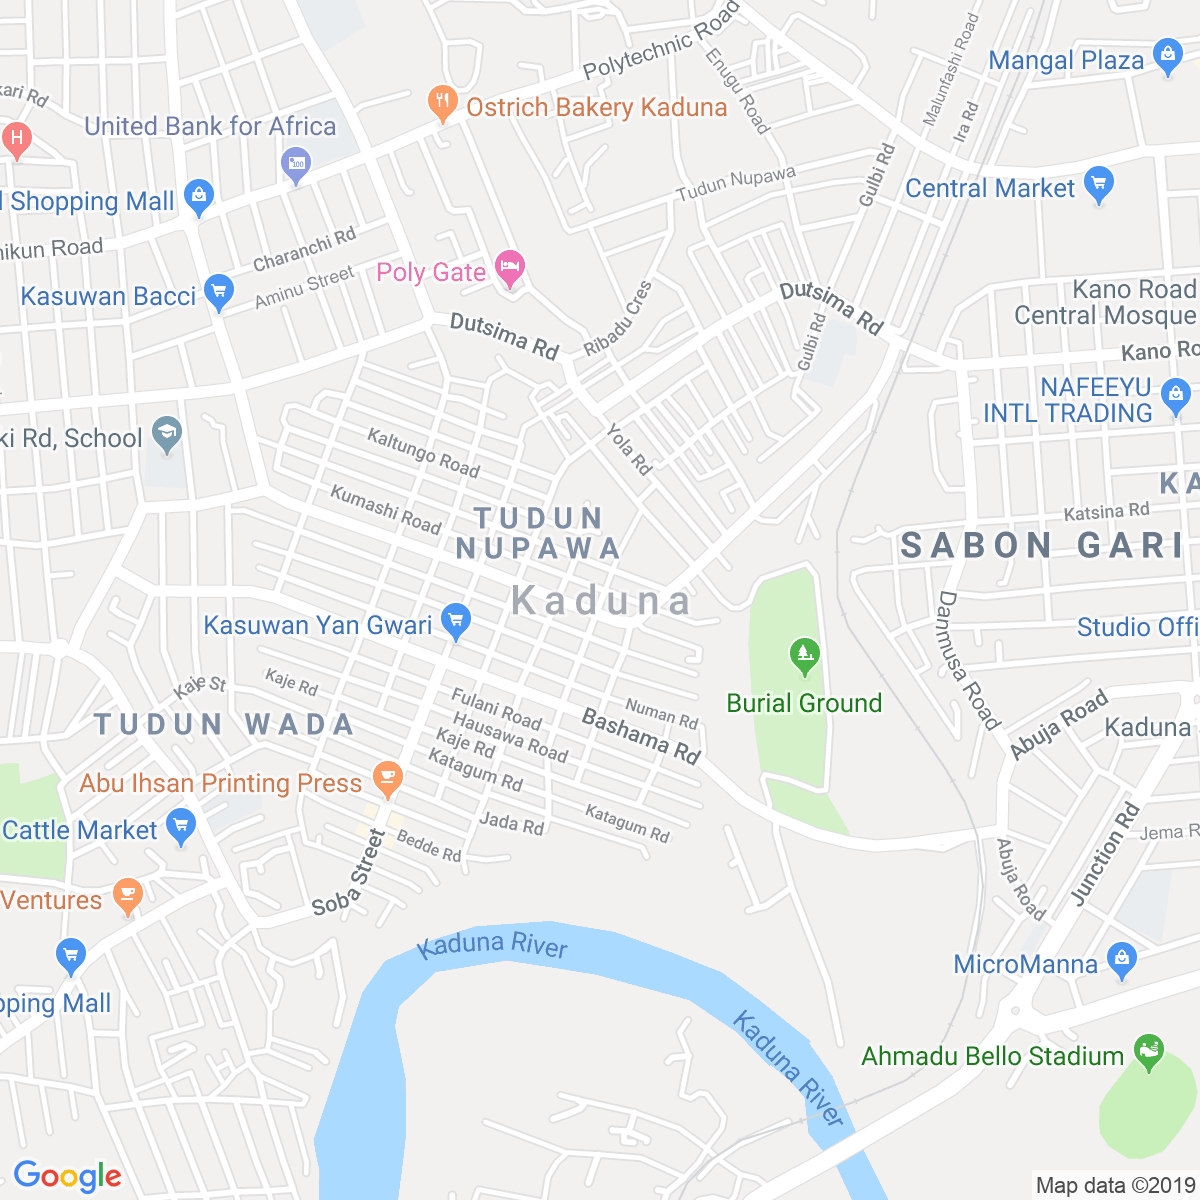 Polytechnic Road
Enugu Road
Malunfashi Road
Ira Rd
Mangal Plaza
kari Rd
H
United Bank for Africa
100
Ostrich Bakery Kaduna
Gulbi Rd
Tudun Nupawa
Central Market
l Shopping Mall
nikun Road
Charanchi Rd
Aminu Street
Poly Gate
Kasuwan Bacci
Dutsima Rd
Ribadu Cres
Dutsima Rd
Gulbi Rd
Kano Road
Central Mosque
Kano Ro
NAFEEYU
INTL TRADING
ki Rd, School
Kaltungo Road
Yola Rd
Kumashi Road
TUDUN
NUPAWA
KA
Katsina Rd
SABON GARI
Kaduna
Kasuwan Yan Gwari
Danmusa Road
Studio Offi
Kaje St
Kaje Rd
Burial Ground
Abuja Road
Kaduna
TUDUN WADA
Fulani Road
Hausawa Road
Kaje Rd
Katagum Rd
Numan Rd
Bashama Rd
Abu Ihsan Printing Press
Cattle Market
Jada Rd
Katagum Rd
Bedde Rd
Soba Street
Junction Rd
Jema R
Abuja Road
Ventures
Kaduna River
MicroManna
pping Mall
Kaduna River
Ahmadu Bello Stadium
Google
Map data ©2019